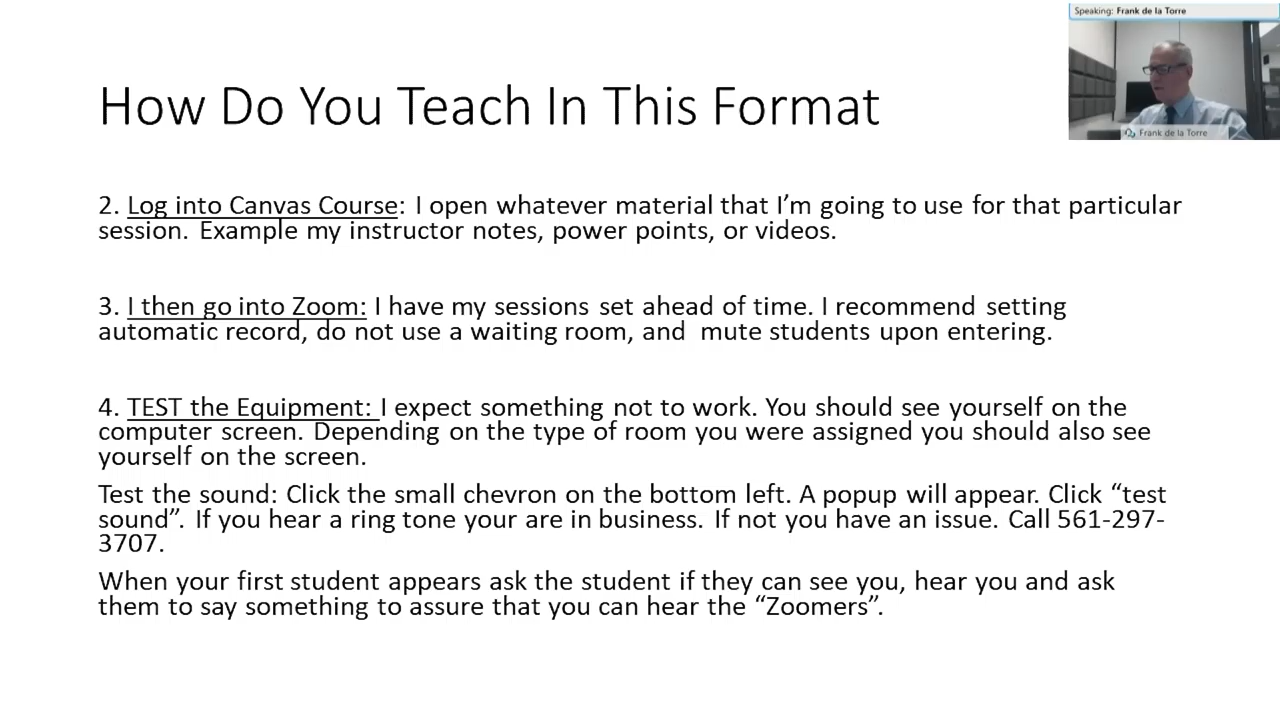 Speaking: Frank de la Torre
Frank de la Torre
How Do You Teach In This Format
2. Log into Canvas Course: I open whatever material that I’m going to use for that particular
session. Example my instructor notes, power points, or videos.
3. I then go into Zoom: I have my sessions set ahead of time. I recommend setting
automatic record, do not use a waiting room, and mute students upon entering.
4. TEST the Equipment: I expect something not to work. You should see yourself on the
computer screen. Depending on the type of room you were assigned you should also see
yourself on the screen.
Test the sound: Click the small chevron on the bottom left. A popup will appear. Click “test
sound”. If you hear a ring tone your are in business. If not you have an issue. Call 561-297-
3707.
When your first student appears ask the student if they can see you, hear you and ask
them to say something to assure that you can hear the “Zoomers”.